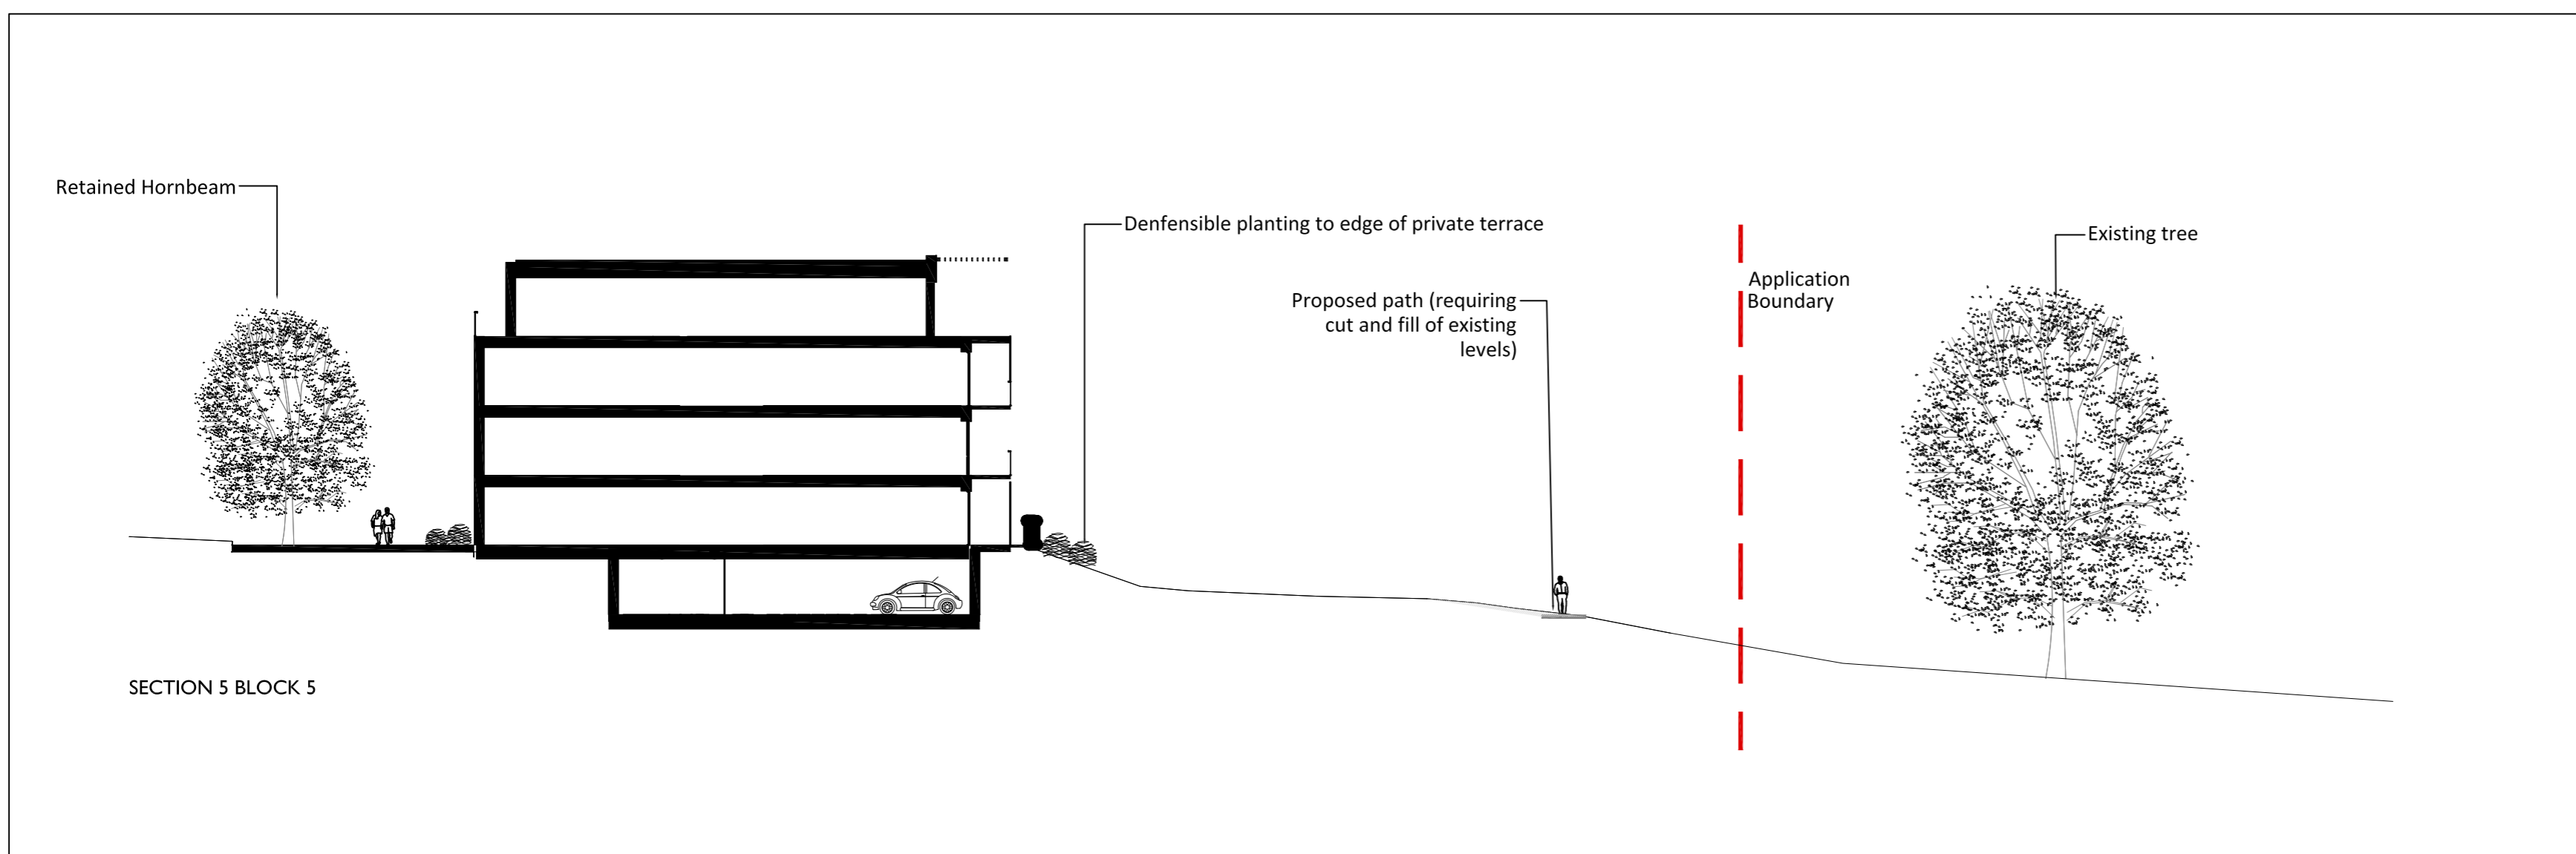 Retained Hornbeam
Denfensible planting to edge of private terrace
Existing tree
Application
Boundary
Proposed path (requiring
cut and fill of existing
levels)
SECTION 5 BLOCK 5